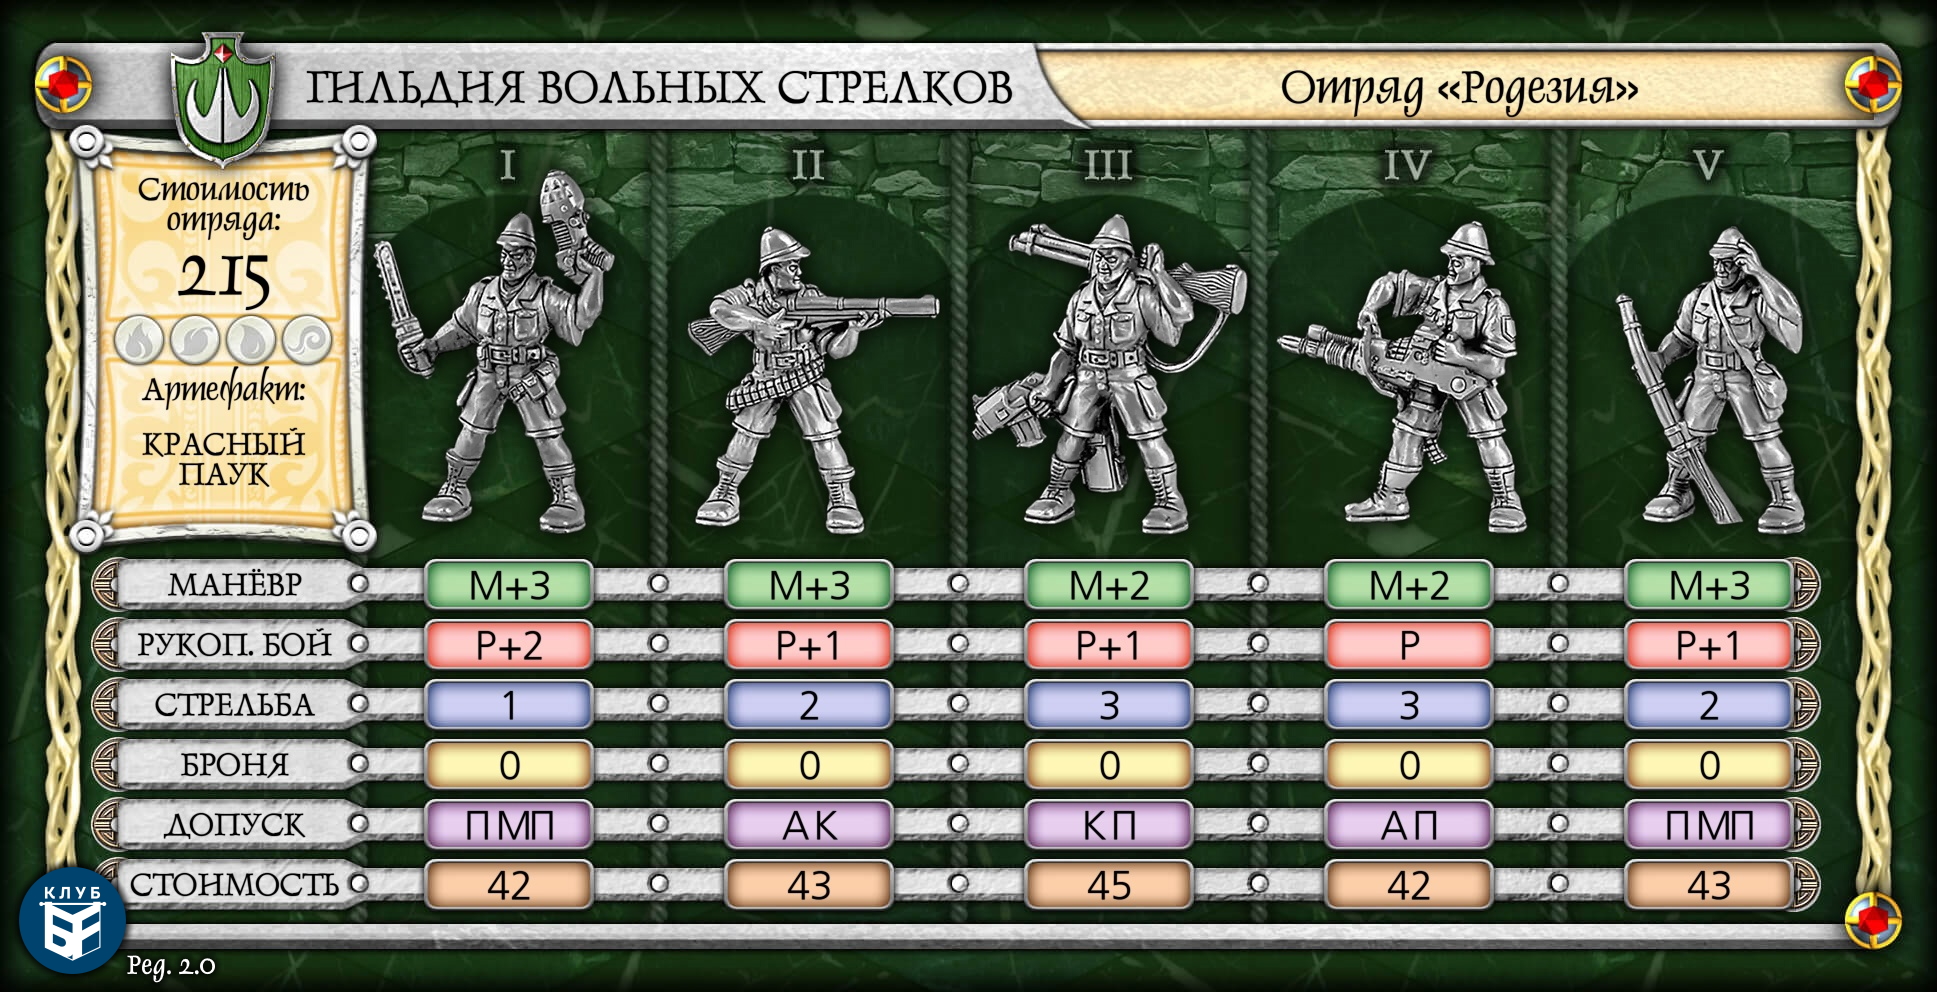 ГИЛЬДИЯ ВОЛЬНЫХ СТРЕЛКОВ
Отряд «Родезия»
Стоимость
отряда:
215
Артефакт:
КРАСНЫЙ
ПАУК
I II III IV V
МАНЁВР M+3 M+3 M+2 M+2 M+3
РУКОП. БОЙ Р+2 Р+1 Р+1 Р Р+1
СТРЕЛЬБА 1 2 3 3 2
БРОНЯ 0 0 0 0 0
ДОПУСК ПМП АК КП АП ПМП
СТОИМОСТЬ 42 43 45 42 43
КЛУБ
БГ
Ред. 2.0